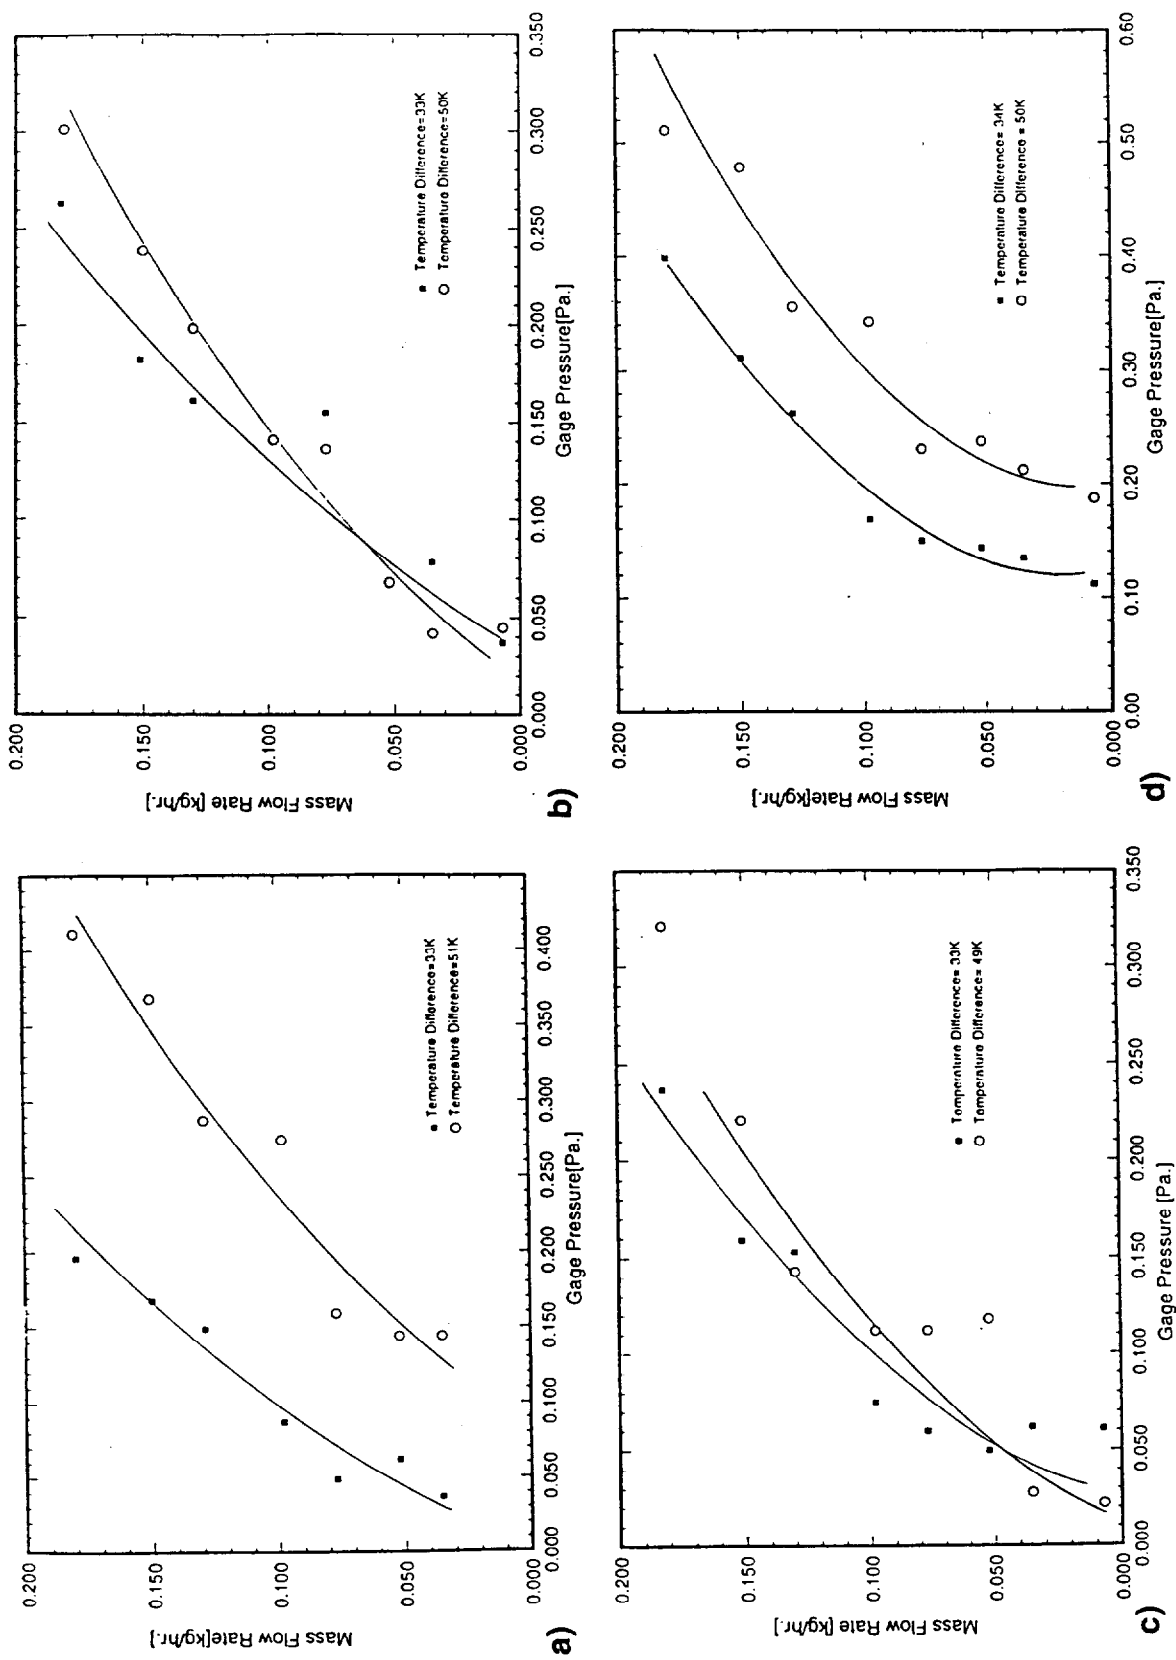 0.200
0.150
0.100
0.050
0.000
Mass Flow Rate[kg/hr.]
■ Temperature Difference=33K
○ Temperature Difference=51K
0.000
0.050
0.100
0.150
0.200
0.250
0.300
0.350
0.400
Gage Pressure[Pa.]
a)
0.200
0.150
0.100
0.050
0.000
Mass Flow Rate [kg/hr.]
■ Temperature Difference=33K
○ Temperature Difference=50K
0.000
0.050
0.100
0.150
0.200
0.250
0.300
0.350
Gage Pressure[Pa.]
b)
0.200
0.150
0.100
0.050
0.000
Mass Flow Rate [kg/hr.]
■ Temperature Difference= 33K
○ Temperature Difference= 49K
0.000
0.050
0.100
0.150
0.200
0.250
0.300
0.350
Gage Pressure [Pa.]
c)
0.200
0.150
0.100
0.050
0.000
Mass Flow Rate[kg/hr.]
■ Temperature Difference= 34K
○ Temperature Difference = 50K
0.00
0.10
0.20
0.30
0.40
0.50
0.60
Gage Pressure[Pa.]
d)